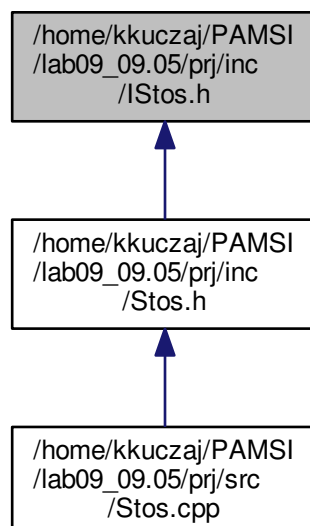 /home/kkuczaj/PAMSI
/lab09_09.05/prj/inc
/IStos.h
/home/kkuczaj/PAMSI
/lab09_09.05/prj/inc
/Stos.h
/home/kkuczaj/PAMSI
/lab09_09.05/prj/src
/Stos.cpp